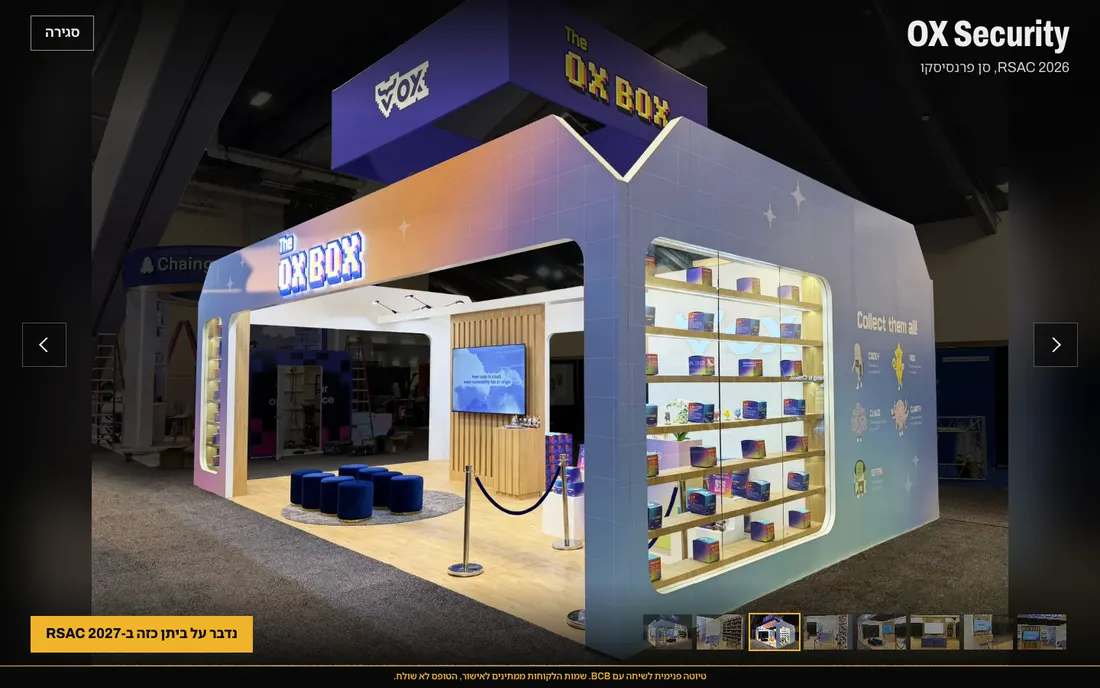 OX Security
RSAC 2026, סן פרנסיסקו
סגירה
The
OX BOX
OX
The
OX BOX
Chaing
Collect them all!
נדבר על ביתן כזה ב-RSAC 2027
טיוטה פנימית לשיחה עם BCB. שמות הלקוחות ממתינים לאישור, הטופס לא שולח.